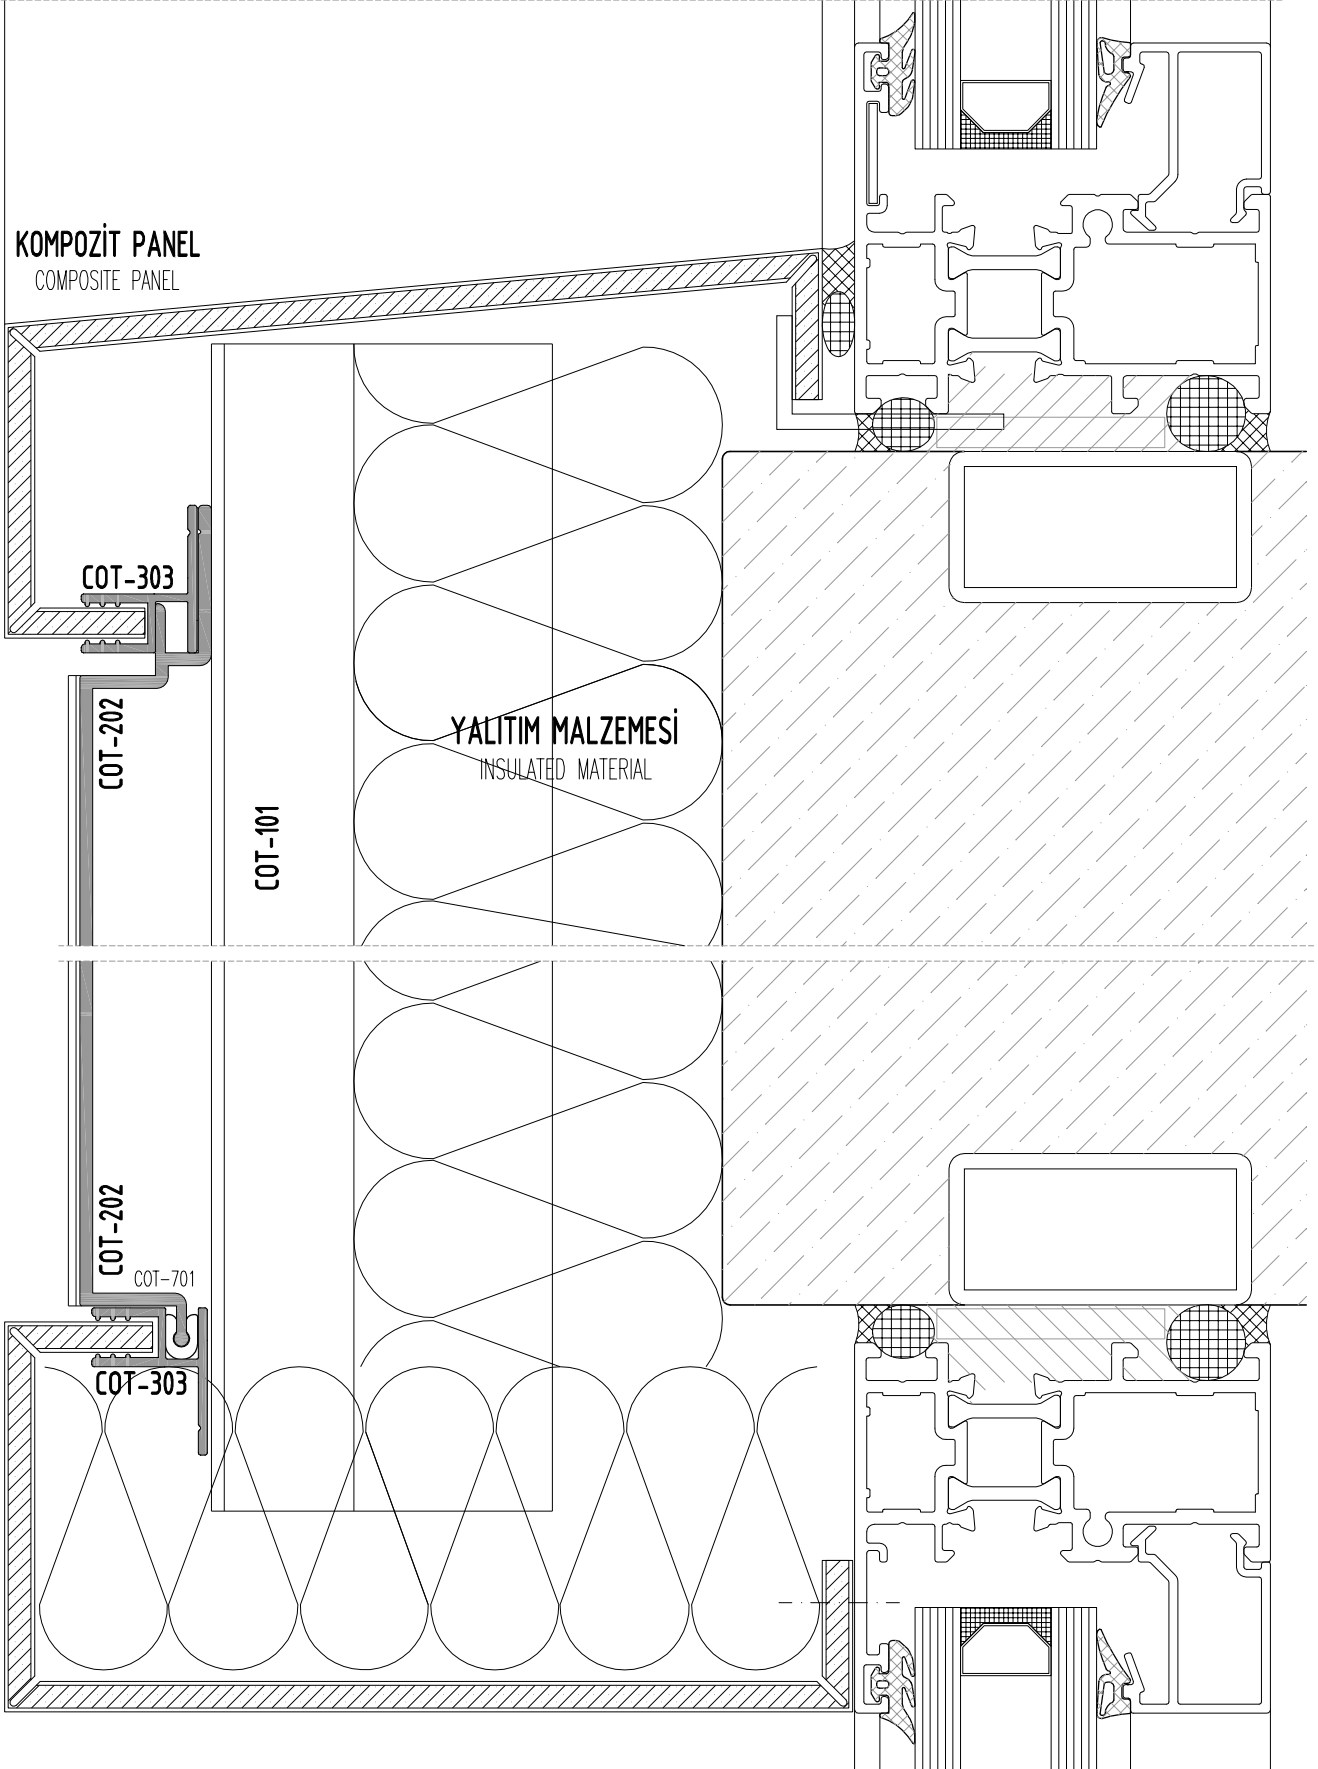 KOMPOZİT PANEL
COMPOSITE PANEL
COT-303
COT-202
YALITIM MALZEMESİ
INSULATED MATERIAL
COT-101
COT-202
COT-701
COT-303